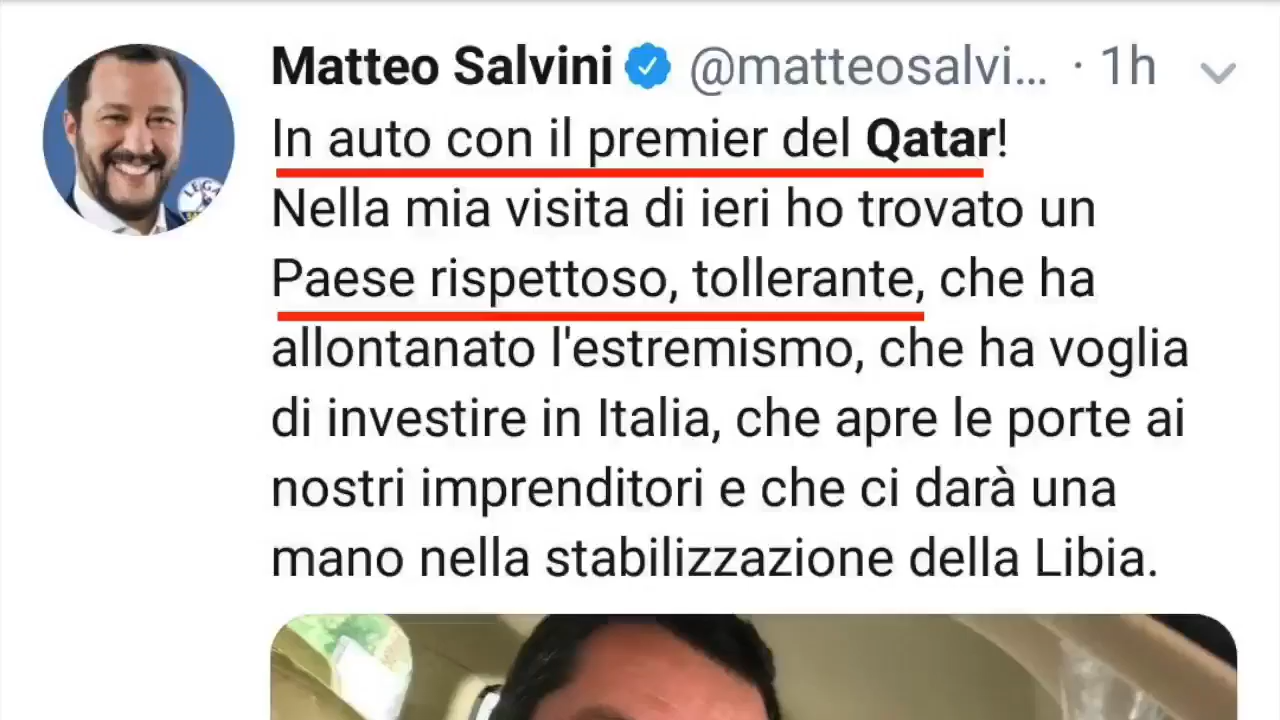 Matteo Salvini @matteosalvi... · 1h
In auto con il premier del Qatar!
Nella mia visita di ieri ho trovato un
Paese rispettoso, tollerante, che ha
allontanato l'estremismo, che ha voglia
di investire in Italia, che apre le porte ai
nostri imprenditori e che ci darà una
mano nella stabilizzazione della Libia.
LEGA